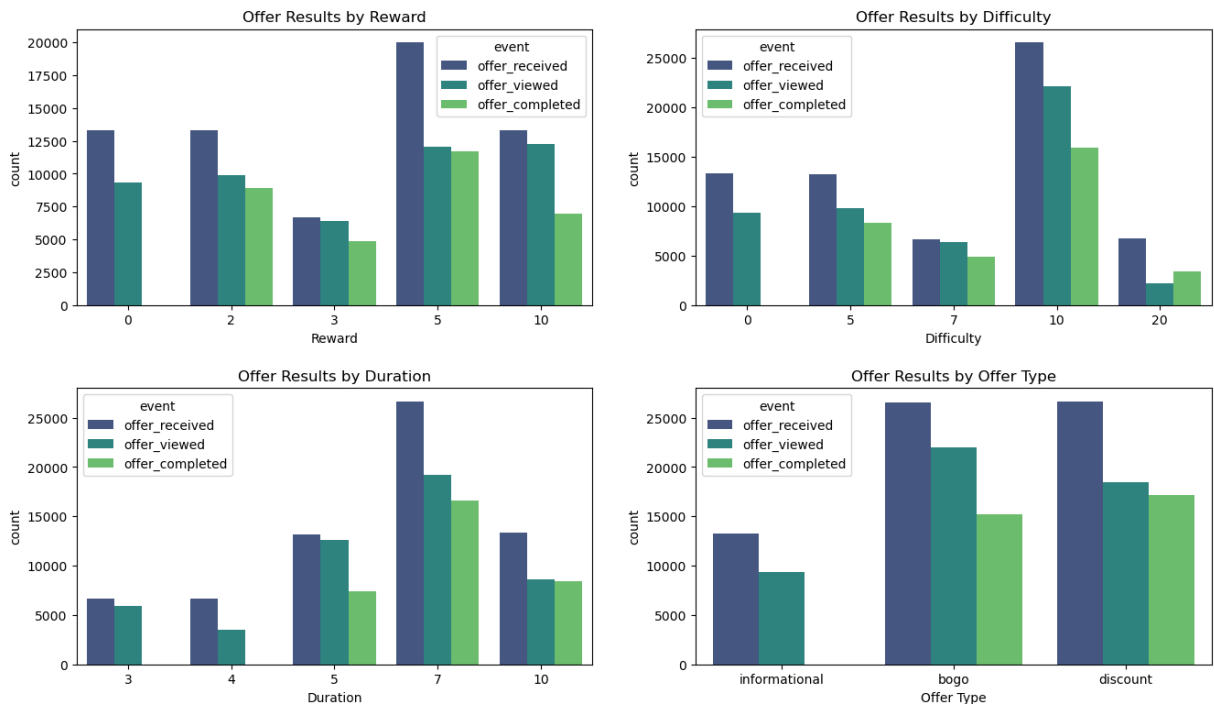 Offer Results by Reward
20000
17500
15000
12500
10000
7500
5000
2500
0
count
event
offer_received
offer_viewed
offer_completed
0 2 3 5 10
Reward
Offer Results by Difficulty
25000
20000
15000
10000
5000
0
count
event
offer_received
offer_viewed
offer_completed
0 5 7 10 20
Difficulty
Offer Results by Duration
25000
20000
15000
10000
5000
0
count
event
offer_received
offer_viewed
offer_completed
3 4 5 7 10
Duration
Offer Results by Offer Type
25000
20000
15000
10000
5000
0
count
event
offer_received
offer_viewed
offer_completed
informational bogo discount
Offer Type